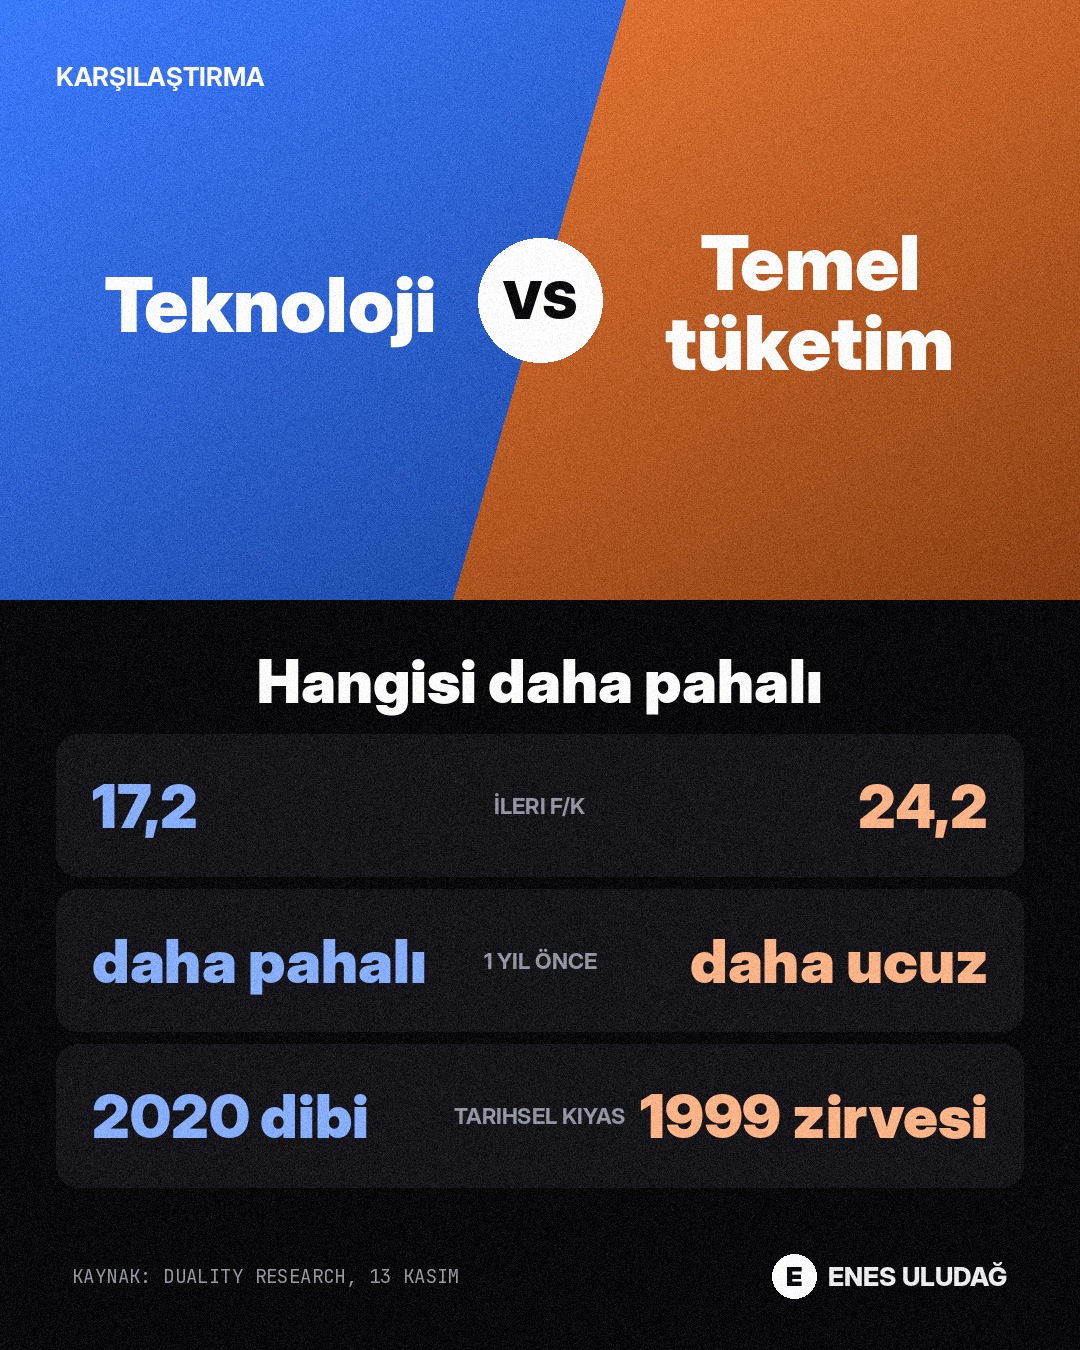 KARŞILAŞTIRMA
Teknoloji
VS
Temel
tüketim
Hangisi daha pahalı
17,2 İLERI F/K 24,2
daha pahalı 1 YIL ÖNCE daha ucuz
2020 dibi TARIHSEL KIYAS 1999 zirvesi
KAYNAK: DUALITY RESEARCH, 13 KASIM
E ENES ULUDAĞ